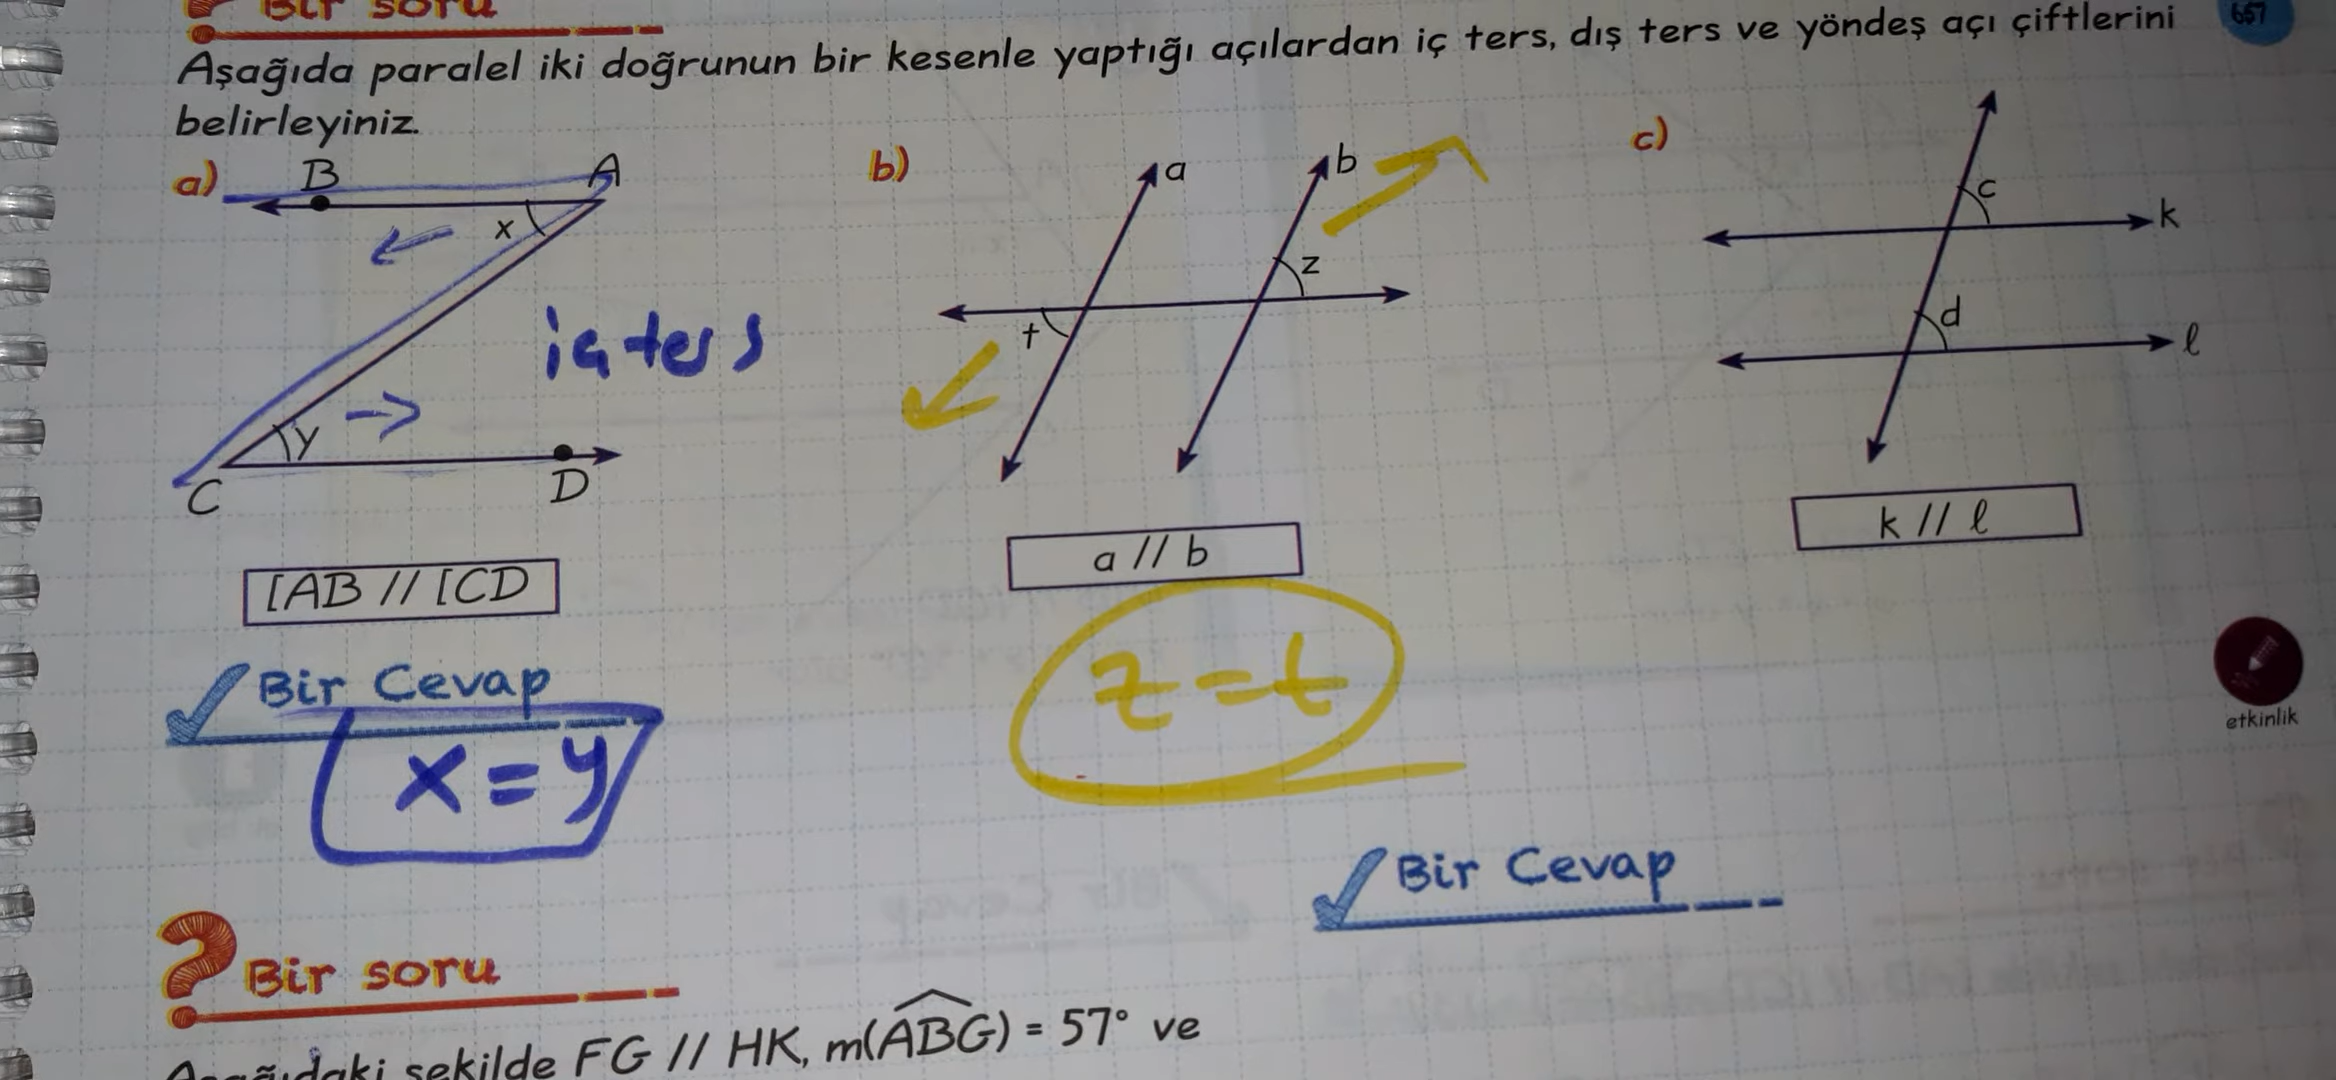 Bir soru
667
Aşağıda paralel iki doğrunun bir kesenle yaptığı açılardan iç ters, dış ters ve yöndeş açı çiftlerini
belirleyiniz.
a)
B
A
x
y
C
D
iç ters
[AB // [CD
b)
a
b
z
t
a // b
c)
c
k
d
ℓ
k // ℓ
Bir Cevap
x = y
z = t
etkinlik
Bir Cevap
Bir soru
Aşağıdaki şekilde FG // HK, m(ABG) = 57° ve